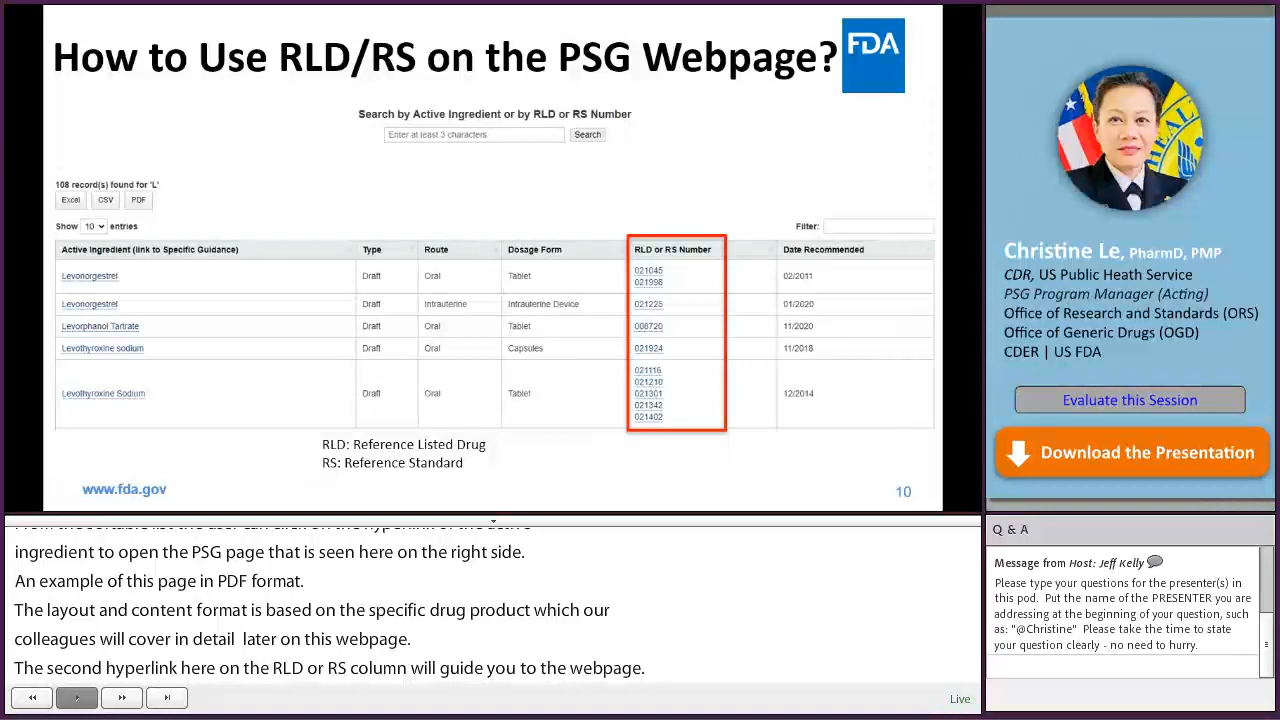 How to Use RLD/RS on the PSG Webpage?
FDA
Search by Active Ingredient or by RLD or RS Number
Enter at least 3 characters
Search
108 record(s) found for 'L'
Excel CSV PDF
Show 10 entries
Filter:
Active Ingredient (link to Specific Guidance) Type Route Dosage Form RLD or RS Number Date Recommended
Levonorgestrel Draft Oral Tablet 021045 02/2011
021998
Levonorgestrel Draft Intrauterine Intrauterine Device 021225 01/2020
Levorphanol Tartrate Draft Oral Tablet 008720 11/2020
Levothyroxine sodium Draft Oral Capsules 021924 11/2018
Levothyroxine Sodium Draft Oral Tablet 021116 12/2014
021210
021301
021342
021402
RLD: Reference Listed Drug
RS: Reference Standard
www.fda.gov
10
Christine Le, PharmD, PMP
CDR, US Public Heath Service
PSG Program Manager (Acting)
Office of Research and Standards (ORS)
Office of Generic Drugs (OGD)
CDER | US FDA
Evaluate this Session
Download the Presentation
ingredient to open the PSG page that is seen here on the right side.
An example of this page in PDF format.
The layout and content format is based on the specific drug product which our
colleagues will cover in detail later on this webpage.
The second hyperlink here on the RLD or RS column will guide you to the webpage.
Live
Q & A
Message from Host: Jeff Kelly
Please type your questions for the presenter(s) in
this pod. Put the name of the PRESENTER you are
addressing at the beginning of your question, such
as: "@Christine" Please take the time to state
your question clearly - no need to hurry.